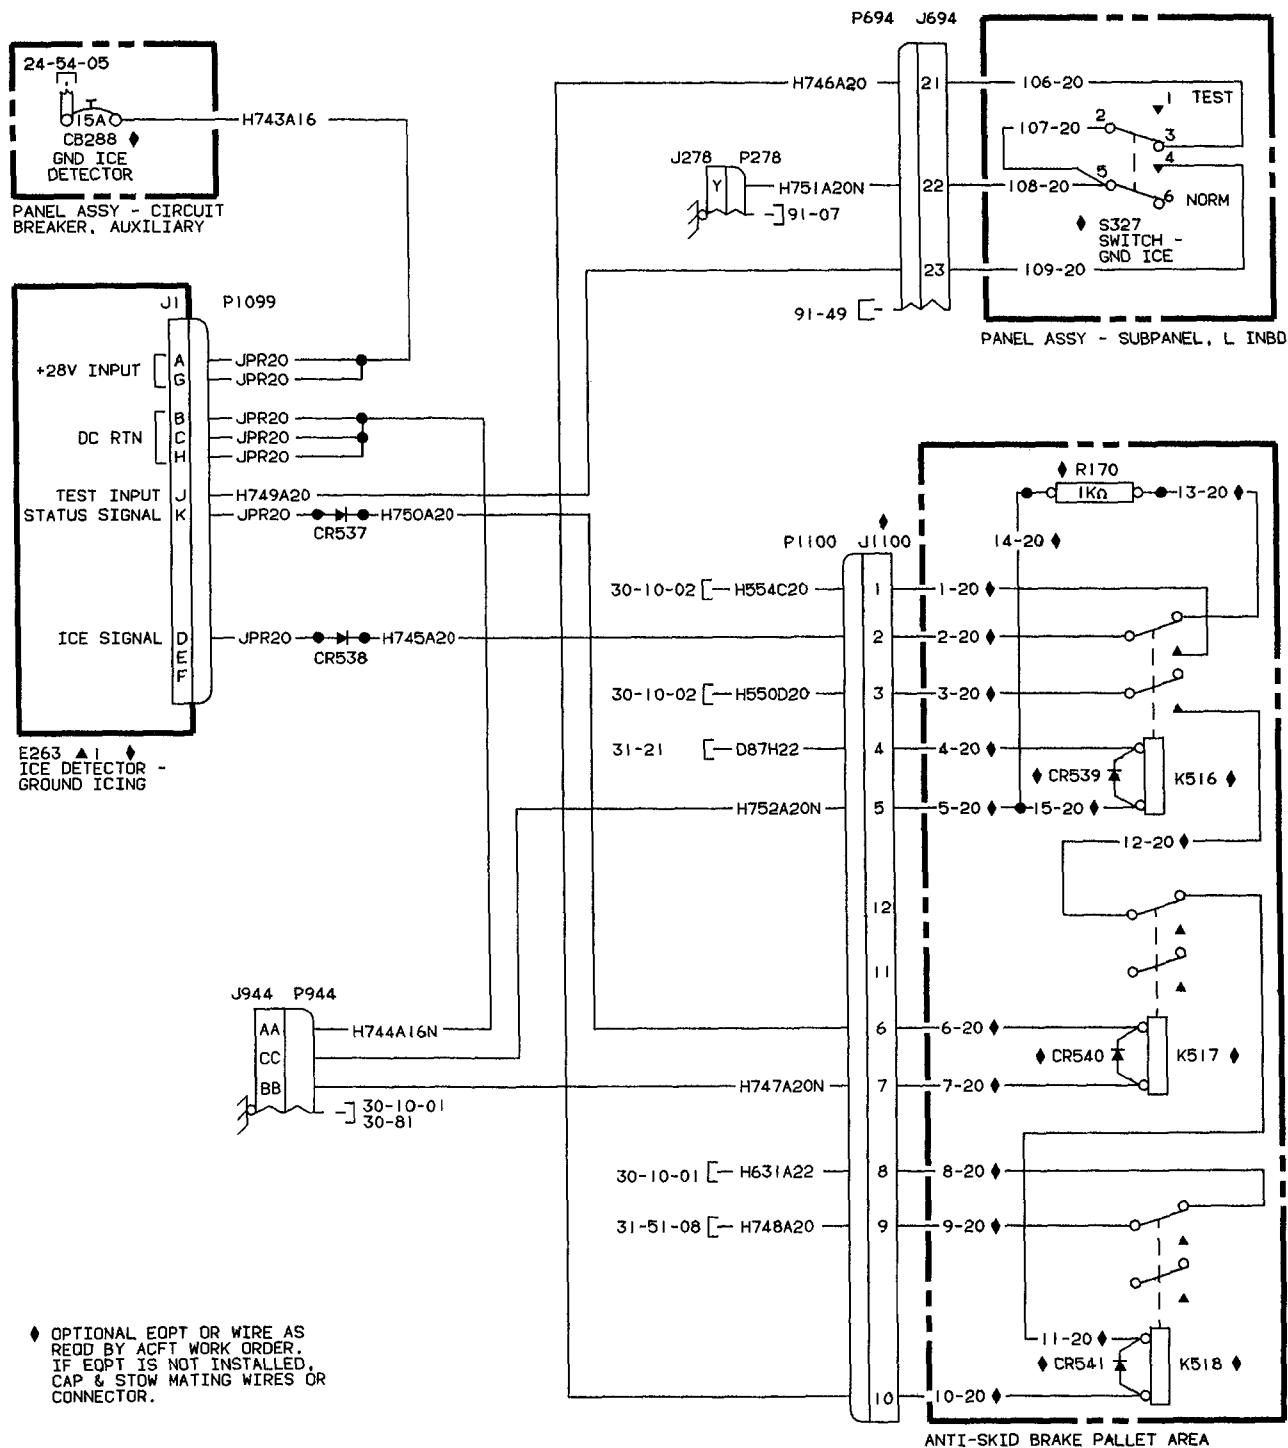 P694 J694
24-54-05
15A
CB288 ♦
GND ICE
DETECTOR
H743A16
PANEL ASSY - CIRCUIT
BREAKER, AUXILIARY
H746A20 21 106-20
1 TEST
107-20 2
3
4
J278 P278
Y H751A20N 22 108-20 5
6 NORM
91-07
♦ S327
SWITCH -
GND ICE
23 109-20
91-49
PANEL ASSY - SUBPANEL, L INBD
J1 P1099
+28V INPUT
A JPR20
G JPR20
DC RTN
B JPR20
C JPR20
H JPR20
TEST INPUT J H749A20
STATUS SIGNAL K JPR20 H750A20
CR537
ICE SIGNAL D JPR20 H745A20
CR538
E
F
E263 ▲ 1 ♦
ICE DETECTOR -
GROUND ICING
♦ R170
1KΩ 13-20 ♦
14-20 ♦
♦
P1100 J1100
30-10-02 H554C20 1 1-20 ♦
2 2-20 ♦
30-10-02 H550D20 3 3-20 ♦
31-21 D87H22 4 4-20 ♦
♦ CR539 K516 ♦
H752A20N 5 5-20 ♦ 15-20 ♦
12-20 ♦
12
11
J944 P944
AA H744A16N
CC
BB
6 6-20 ♦
♦ CR540 K517 ♦
H747A20N 7 7-20 ♦
30-10-01
30-81
30-10-01 H631A22 8 8-20 ♦
31-51-08 H748A20 9 9-20 ♦
11-20 ♦
♦ CR541 K518 ♦
10 10-20 ♦
♦ OPTIONAL EQPT OR WIRE AS
REQD BY ACFT WORK ORDER.
IF EQPT IS NOT INSTALLED,
CAP & STOW MATING WIRES OR
CONNECTOR.
ANTI-SKID BRAKE PALLET AREA